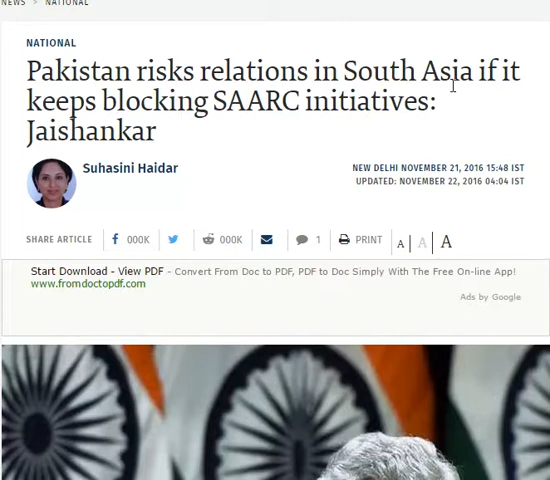 NEWS > NATIONAL
NATIONAL
Pakistan risks relations in South Asia if it
keeps blocking SAARC initiatives:
Jaishankar
Suhasini Haidar
NEW DELHI NOVEMBER 21, 2016 15:48 IST
UPDATED: NOVEMBER 22, 2016 04:04 IST
SHARE ARTICLE f 000K 000K 1 PRINT A A A
Start Download - View PDF - Convert From Doc to PDF, PDF to Doc Simply With The Free On-line App!
www.fromdoctopdf.com
Ads by Google